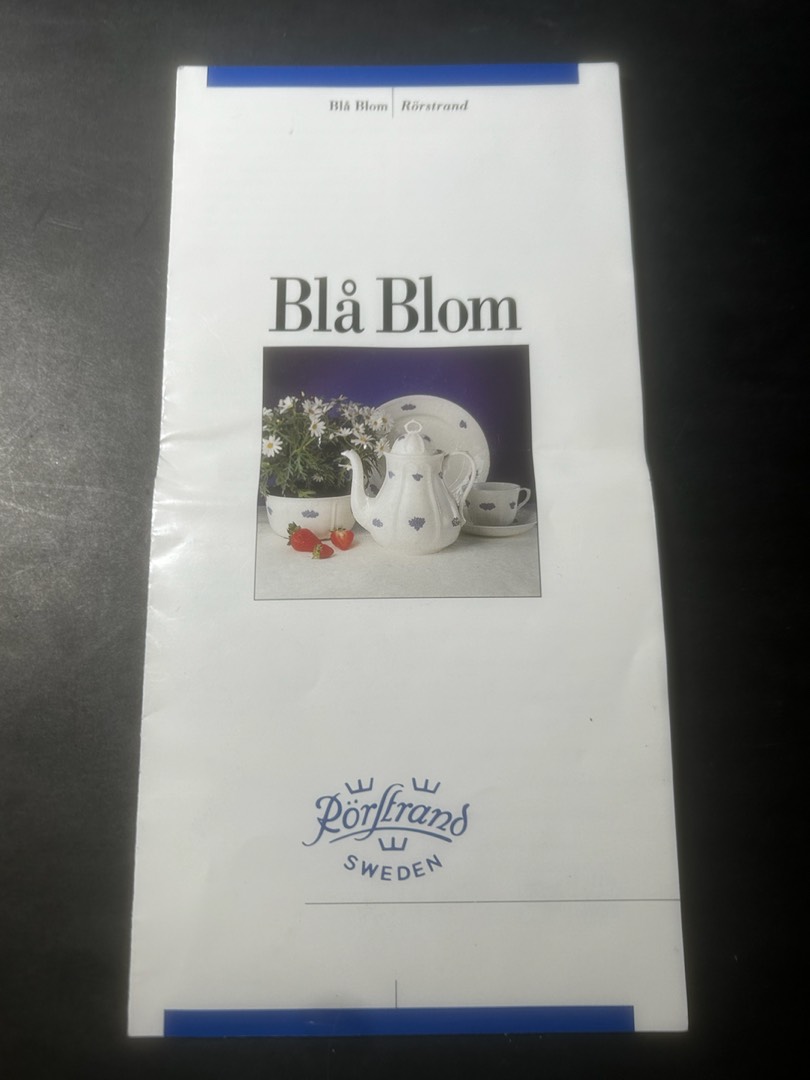 Blå Blom Rörstrand
Blå Blom
Rörstrand
SWEDEN